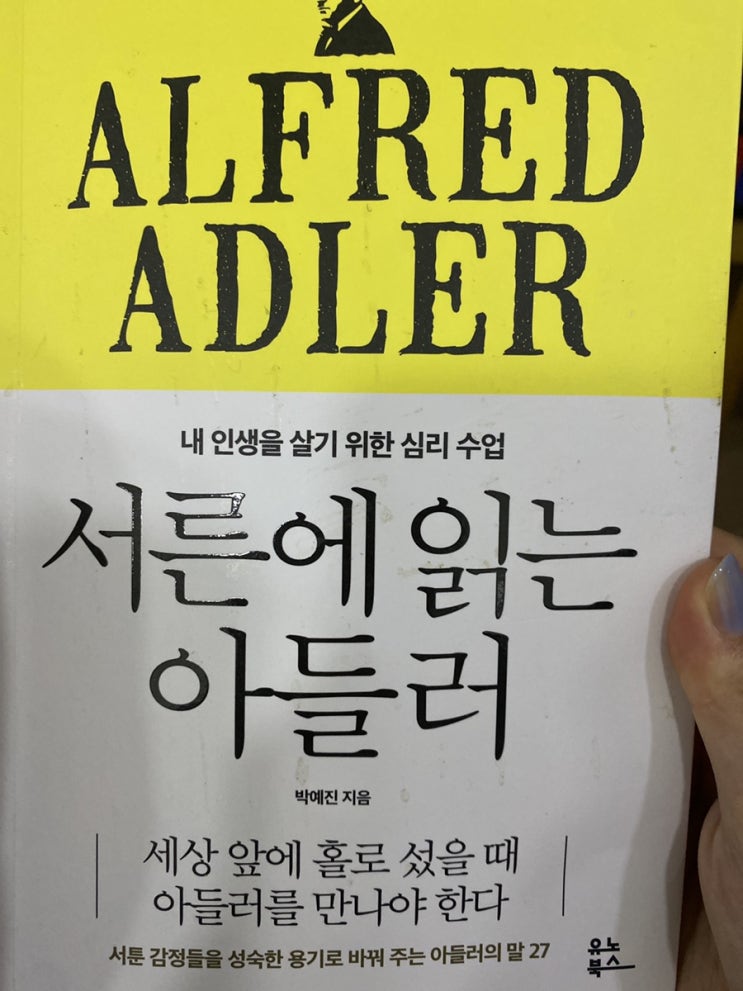 ALFRED
ADLER
내 인생을 살기 위한 심리 수업
서른에 읽는
아들러
박예진 지음
세상 앞에 홀로 섰을 때
아들러를 만나야 한다
서툰 감정들을 성숙한 용기로 바꿔 주는 아들러의 말 27
유노
북스